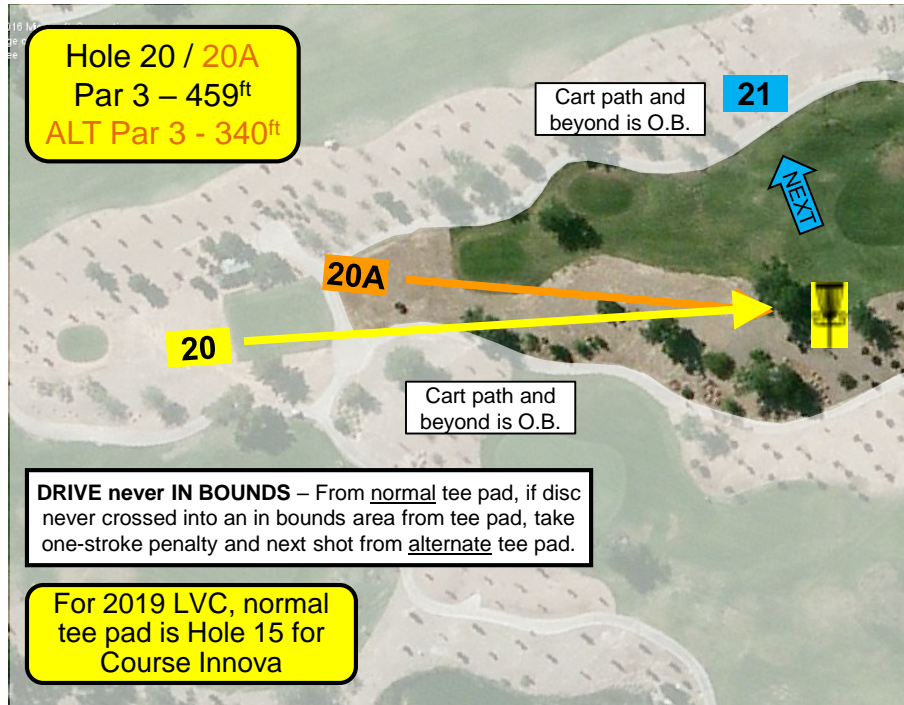 2016 M
ge
ee
Hole 20 / 20A
Par 3 – 459ft
ALT Par 3 - 340ft
Cart path and
beyond is O.B.
21
NEXT
20A
20
Cart path and
beyond is O.B.
DRIVE never IN BOUNDS – From normal tee pad, if disc
never crossed into an in bounds area from tee pad, take
one-stroke penalty and next shot from alternate tee pad.
For 2019 LVC, normal
tee pad is Hole 15 for
Course Innova